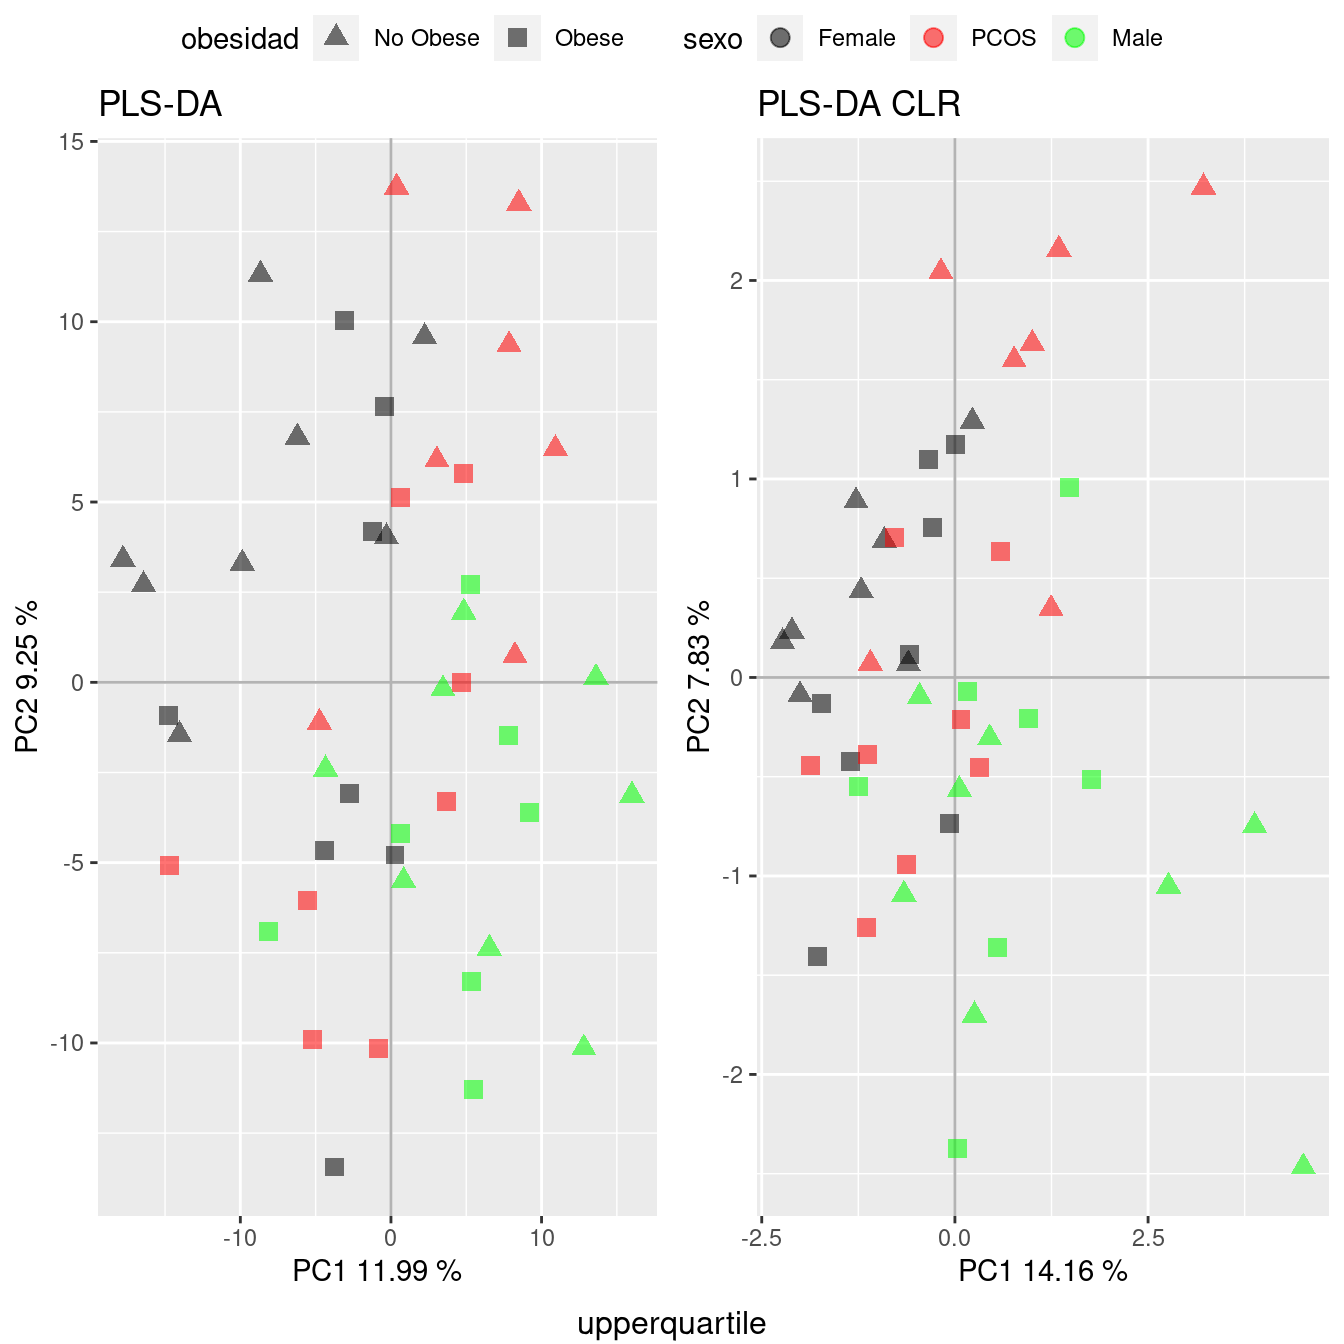 obesidad No Obese Obese sexo Female PCOS Male
PLS-DA
PLS-DA CLR
15
10
5
0
-5
-10
PC2 9.25 %
-10 0 10
PC1 11.99 %
2
1
0
-1
-2
PC2 7.83 %
-2.5 0.0 2.5
PC1 14.16 %
upperquartile